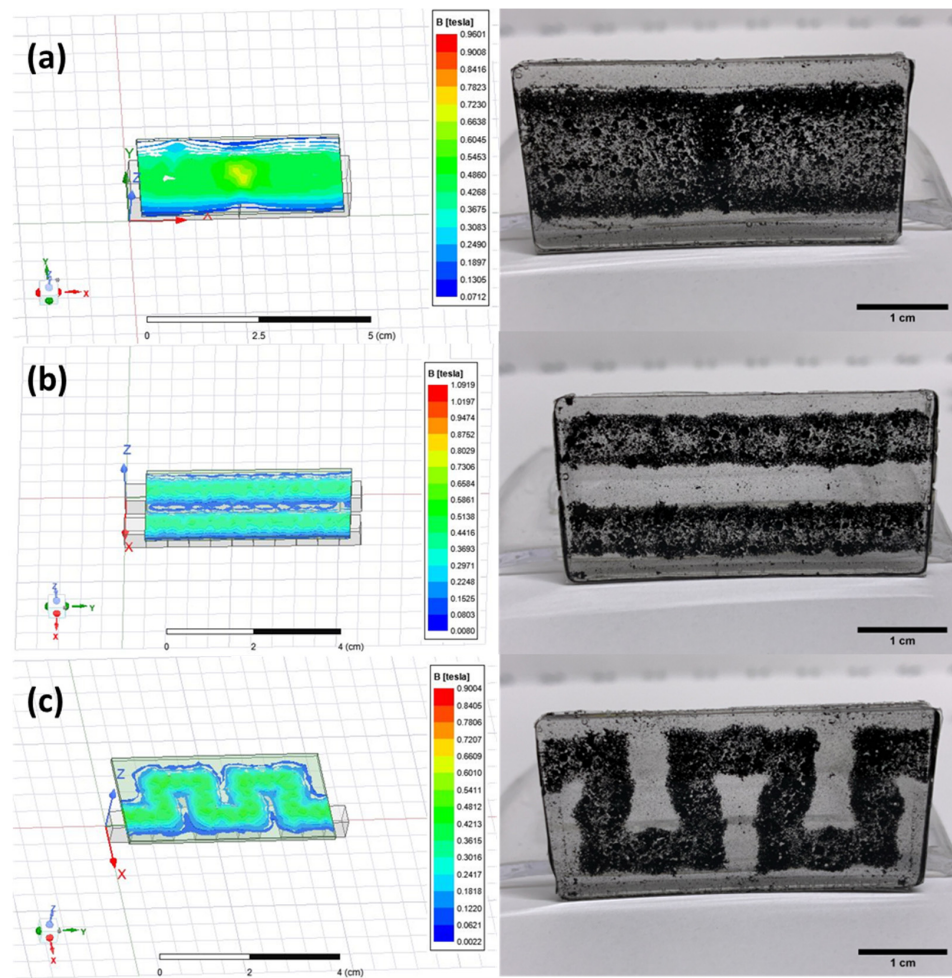 (a)
B [tesla]
0.9601
0.9008
0.8416
0.7823
0.7230
0.6638
0.6045
0.5453
0.4860
0.4268
0.3675
0.3083
0.2490
0.1897
0.1305
0.0712
Y
Z
X
Y
Z
X
0 2.5 5 (cm)
1 cm
(b)
B [tesla]
1.0919
1.0197
0.9474
0.8752
0.8029
0.7306
0.6584
0.5861
0.5138
0.4416
0.3693
0.2971
0.2248
0.1525
0.0803
0.0080
Z
X
Z
Y
X
0 2 4 (cm)
1 cm
(c)
B [tesla]
0.9004
0.8405
0.7806
0.7207
0.6609
0.6010
0.5411
0.4812
0.4213
0.3615
0.3016
0.2417
0.1818
0.1220
0.0621
0.0022
Z
X
Z
Y
X
0 2 4 (cm)
1 cm